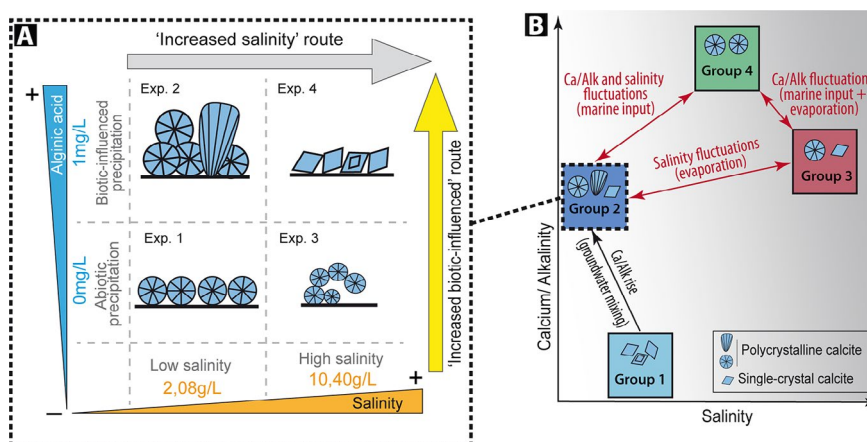 A
'Increased salinity' route
+
Alginic acid
1mg/L
0mg/L
Biotic-influenced
precipitation
Abiotic
precipitation
Exp. 2
Exp. 4
Exp. 1
Exp. 3
Low salinity
2,08g/L
High salinity
10,40g/L
+
−
Salinity
'Increased biotic-influenced' route
B
Calcium/ Alkalinity
Salinity
Group 4
Ca/Alk and salinity
fluctuations
(marine input)
Ca/Alk fluctuation
(marine input +
evaporation)
Salinity fluctuations
(evaporation)
Group 3
Group 2
Ca/Alk rise
(groundwater mixing)
Group 1
Polycrystalline calcite
Single-crystal calcite